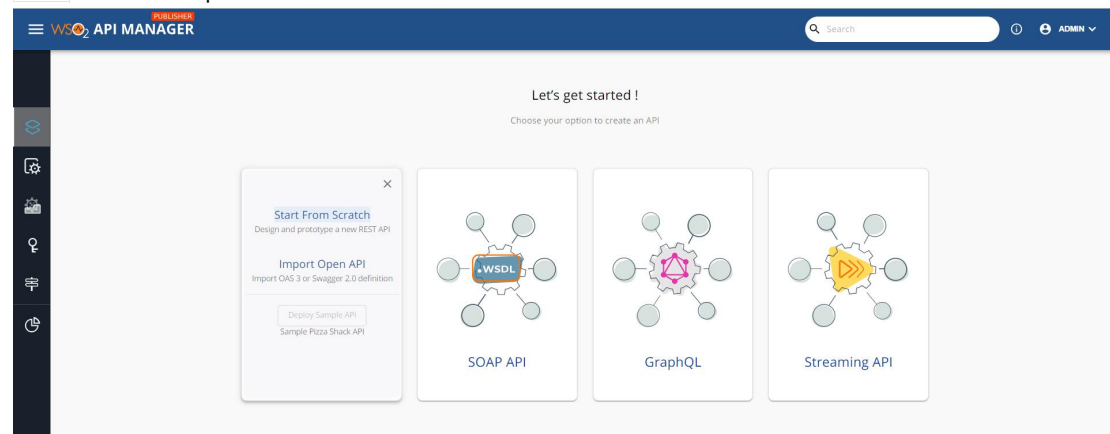 PUBLISHER
WSO2 API MANAGER
Search
ADMIN
Let's get started !
Choose your option to create an API
Start From Scratch
Design and prototype a new REST API
Import Open API
Import OAS 3 or Swagger 2.0 definition
Deploy Sample API
Sample Pizza Shack API
.WSDL
SOAP API
GraphQL
Streaming API